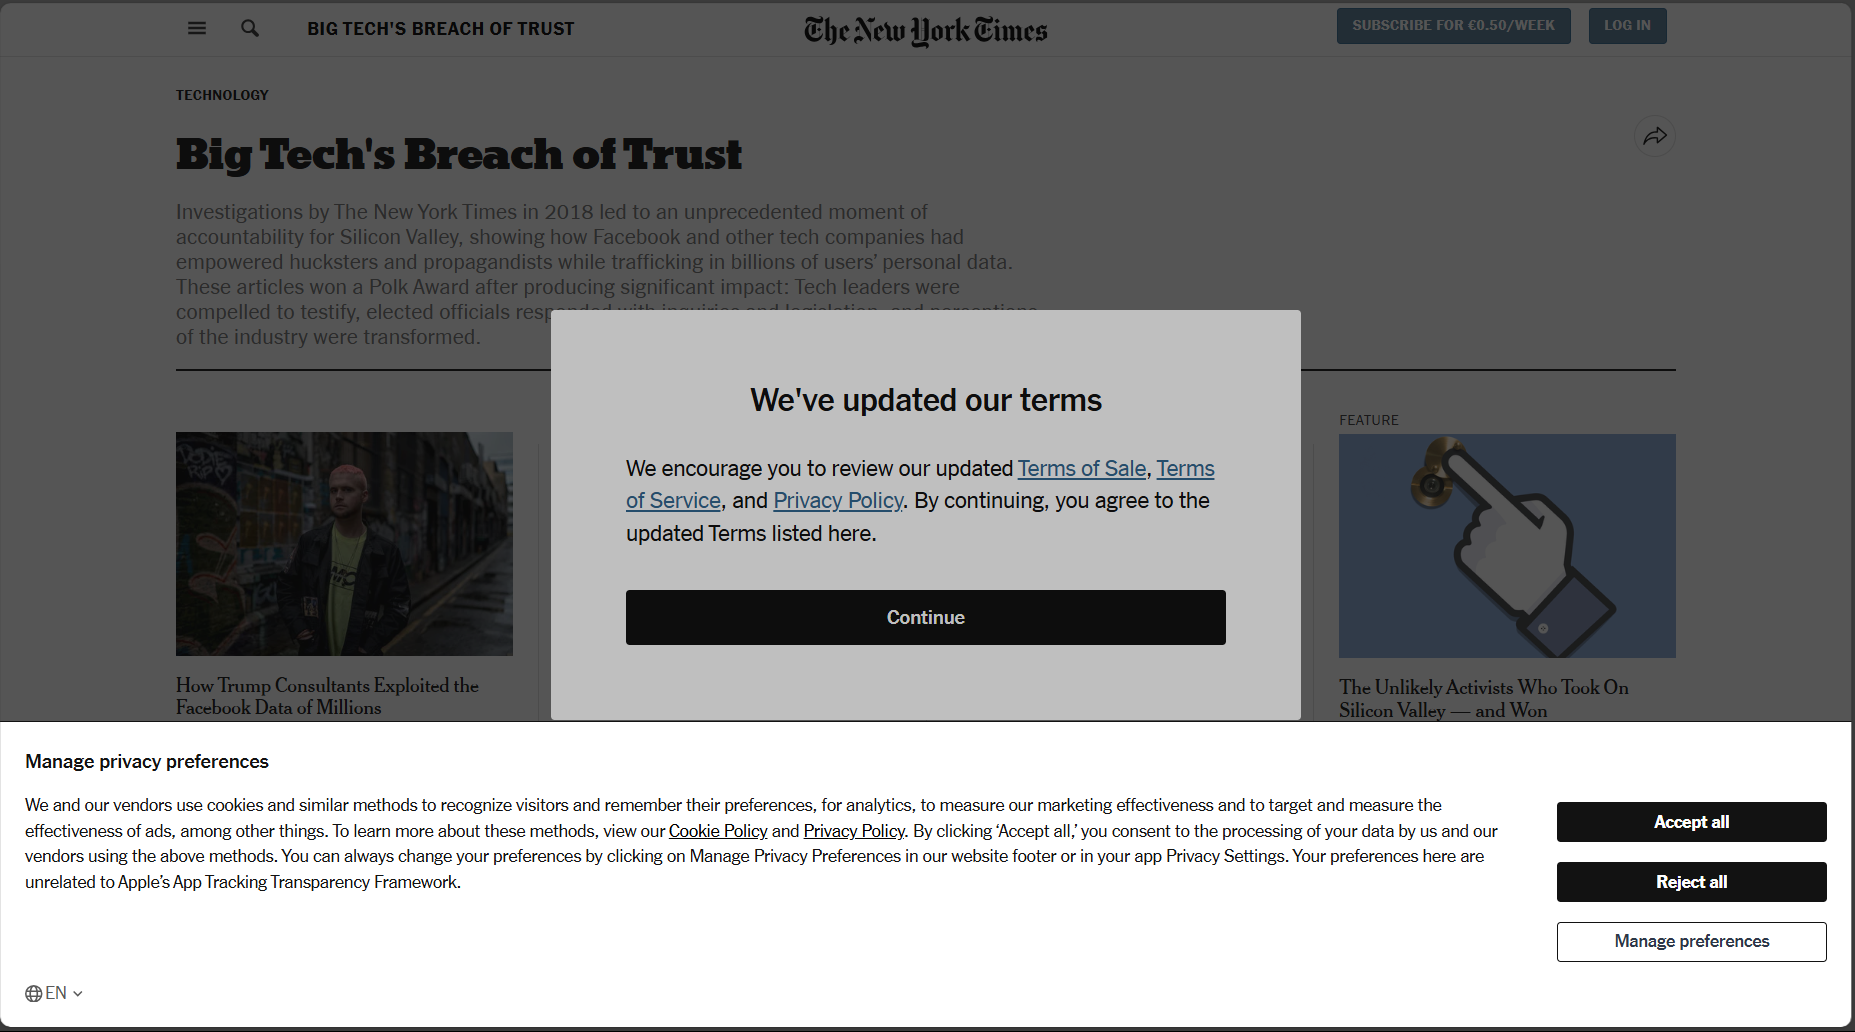 BIG TECH'S BREACH OF TRUST
The New York Times
SUBSCRIBE FOR €0.50/WEEK
LOG IN
TECHNOLOGY
Big Tech's Breach of Trust
Investigations by The New York Times in 2018 led to an unprecedented moment of
accountability for Silicon Valley, showing how Facebook and other tech companies had
empowered hucksters and propagandists while trafficking in billions of users’ personal data.
These articles won a Polk Award after producing significant impact: Tech leaders were
compelled to testify, elected officials responded with inquiries and legislation, and perceptions
of the industry were transformed.
We've updated our terms
We encourage you to review our updated Terms of Sale, Terms
of Service, and Privacy Policy. By continuing, you agree to the
updated Terms listed here.
Continue
How Trump Consultants Exploited the
Facebook Data of Millions
FEATURE
The Unlikely Activists Who Took On
Silicon Valley — and Won
Manage privacy preferences
We and our vendors use cookies and similar methods to recognize visitors and remember their preferences, for analytics, to measure our marketing effectiveness and to target and measure the
effectiveness of ads, among other things. To learn more about these methods, view our Cookie Policy and Privacy Policy. By clicking ‘Accept all,’ you consent to the processing of your data by us and our
vendors using the above methods. You can always change your preferences by clicking on Manage Privacy Preferences in our website footer or in your app Privacy Settings. Your preferences here are
unrelated to Apple’s App Tracking Transparency Framework.
Accept all
Reject all
Manage preferences
EN